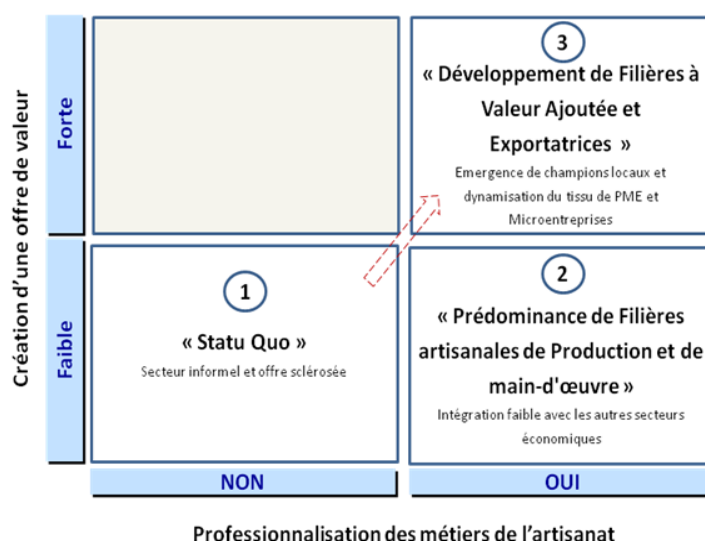 Création d'une offre de valeur
Forte
3
« Développement de Filières à
Valeur Ajoutée et
Exportatrices »
Emergence de champions locaux et
dynamisation du tissu de PME et
Microentreprises
Faible
1
« Statu Quo »
Secteur informel et offre sclérosée
2
« Prédominance de Filières
artisanales de Production et de
main-d'œuvre »
Intégration faible avec les autres secteurs
économiques
NON
OUI
Professionnalisation des métiers de l'artisanat